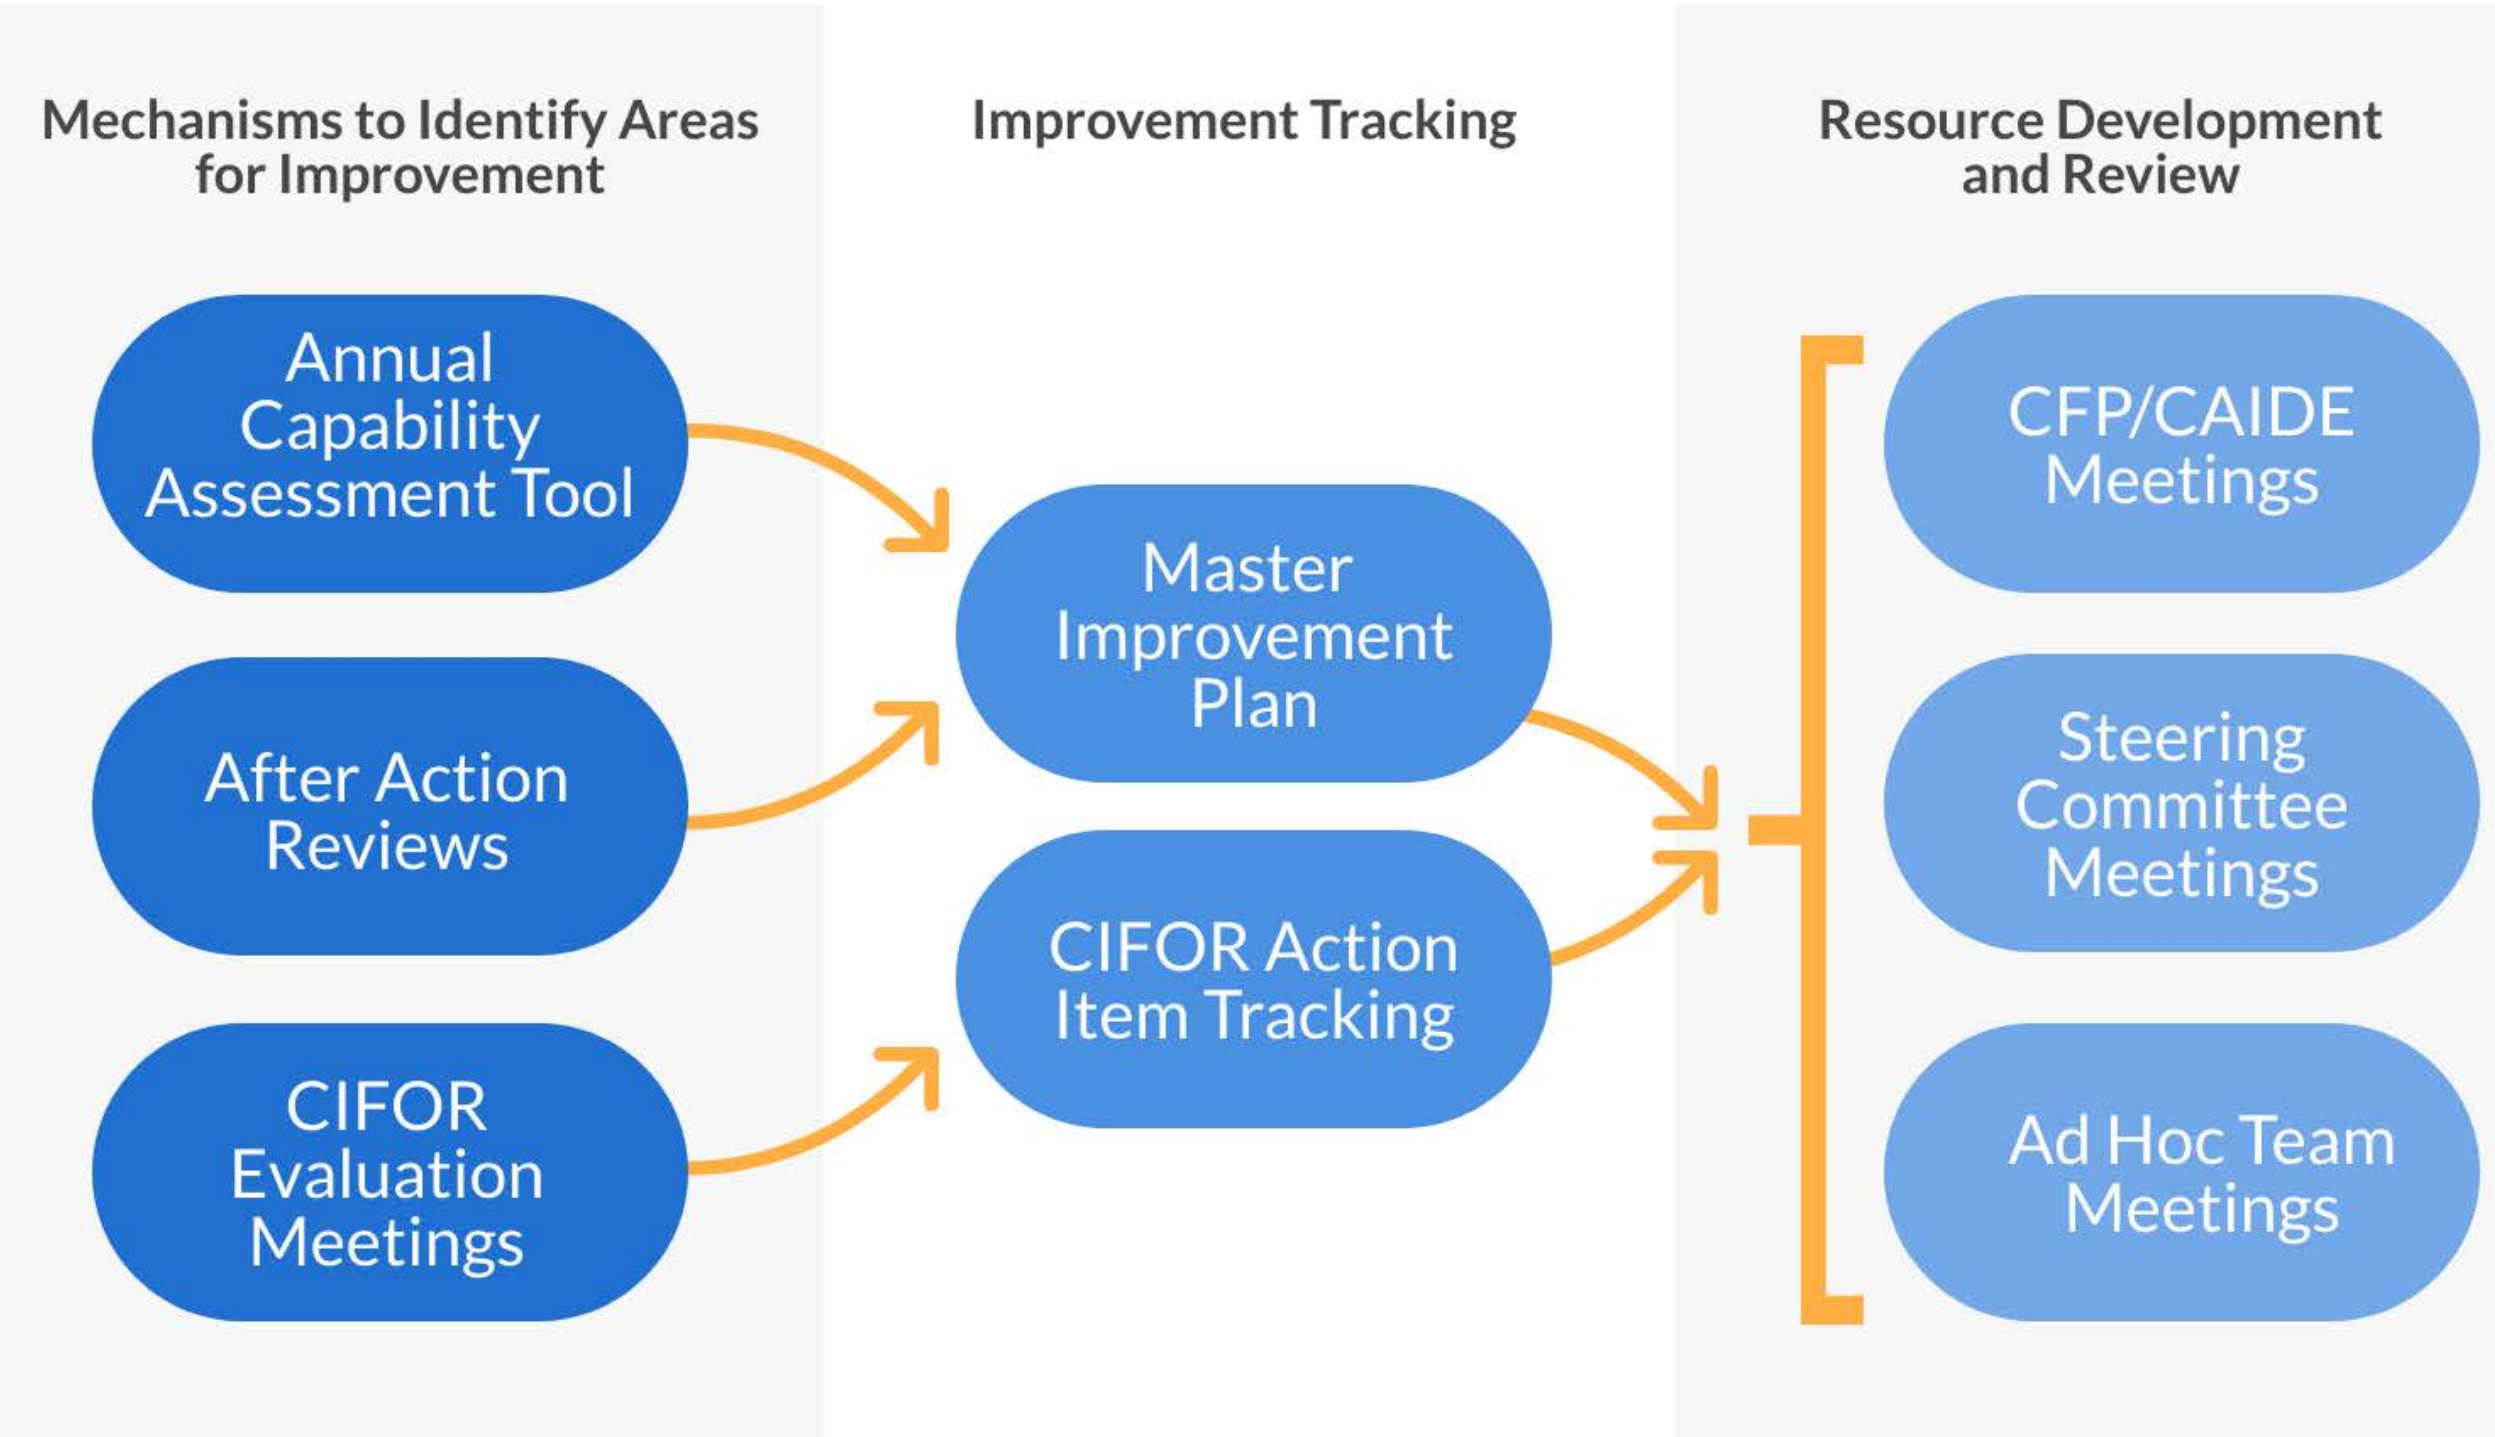 Mechanisms to Identify Areas
for Improvement
Improvement Tracking
Resource Development
and Review
Annual
Capability
Assessment Tool
After Action
Reviews
CIFOR
Evaluation
Meetings
Master
Improvement
Plan
CIFOR Action
Item Tracking
CFP/CAIDE
Meetings
Steering
Committee
Meetings
Ad Hoc Team
Meetings